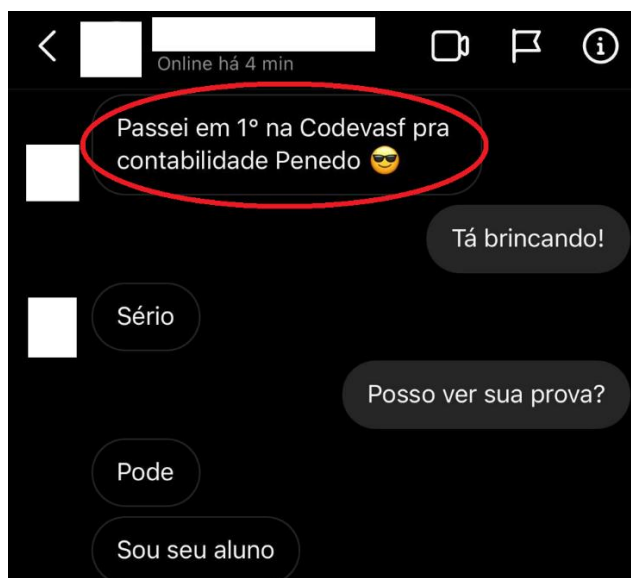 Online há 4 min
Passei em 1° na Codevasf pra
contabilidade Penedo 😎
Tá brincando!
Sério
Posso ver sua prova?
Pode
Sou seu aluno